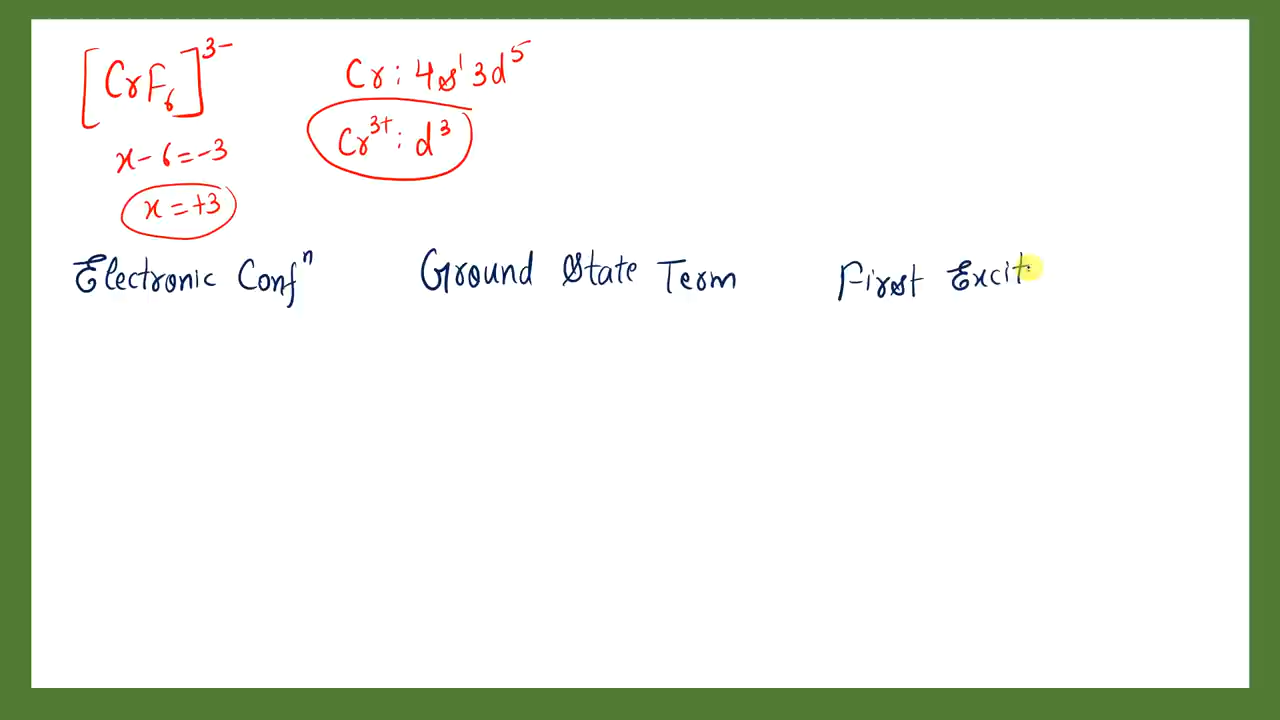 [CrF₆]³⁻
x - 6 = -3
x = +3
Cr : 4s¹ 3d⁵
Cr³⁺ : d³
Electronic Confⁿ
Ground State Term
First Excit